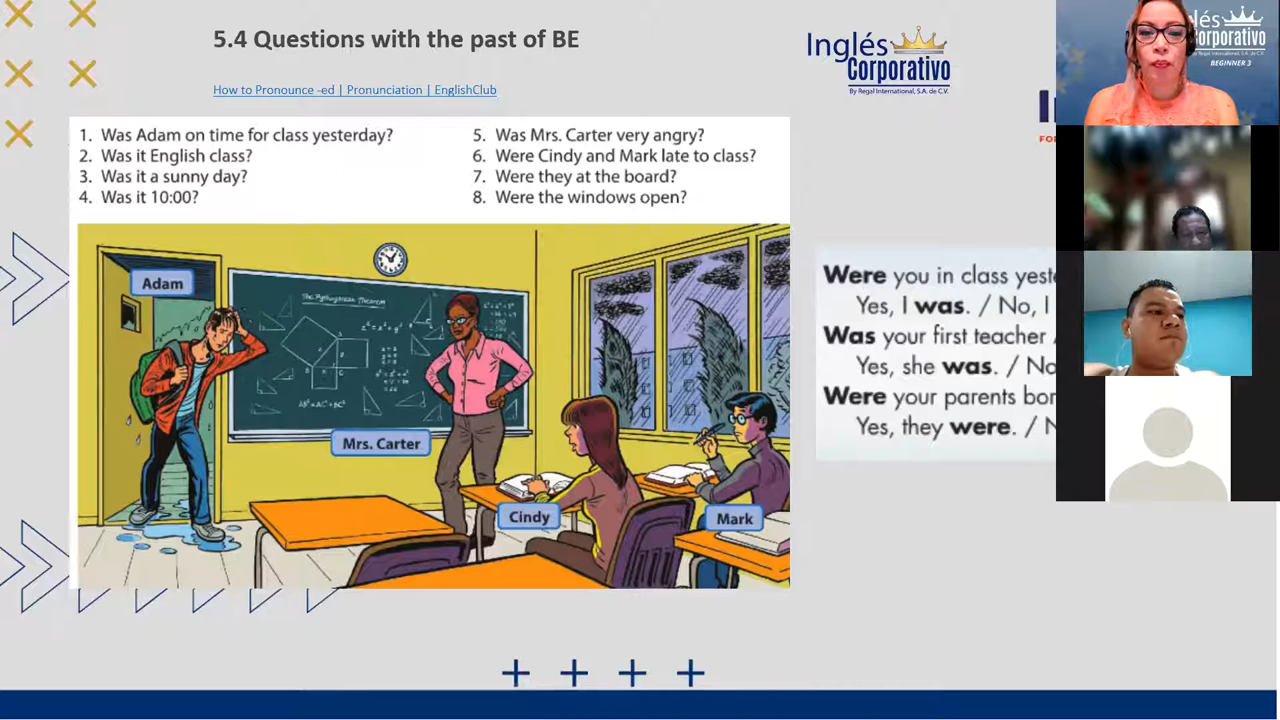 5.4 Questions with the past of BE
How to Pronounce -ed | Pronunciation | EnglishClub
Inglés
Corporativo
By Regal International, S.A. de C.V.
BEGINNER 3
1. Was Adam on time for class yesterday?
2. Was it English class?
3. Was it a sunny day?
4. Was it 10:00?
5. Was Mrs. Carter very angry?
6. Were Cindy and Mark late to class?
7. Were they at the board?
8. Were the windows open?
Adam
The Pythagorean Theorem
Mrs. Carter
Cindy
Mark
Were you in class
Yes, I was. / No, I
Was your first teacher
Yes, she was. / No
Were your parents
Yes, they were. /